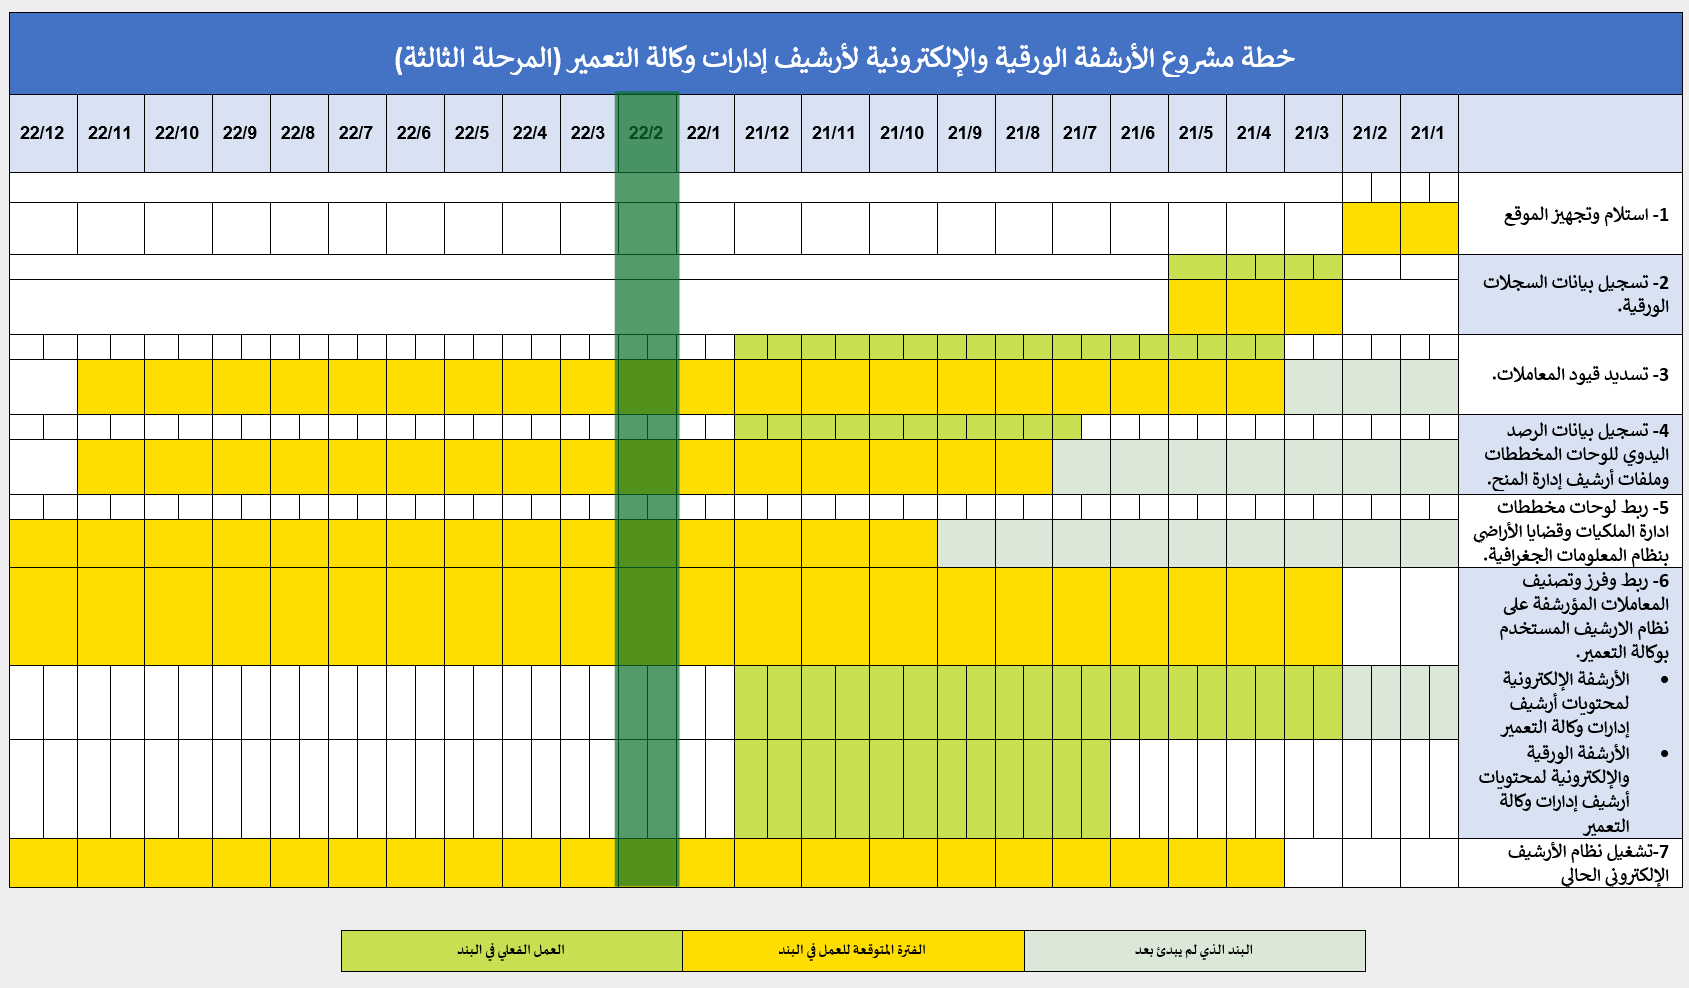 خطة مشروع الأرشفة الورقية والإلكترونية لأرشيف إدارات وكالة التعمير (المرحلة الثالثة)
21/1 21/2 21/3 21/4 21/5 21/6 21/7 21/8 21/9 21/10 21/11 21/12 22/1 22/2 22/3 22/4 22/5 22/6 22/7 22/8 22/9 22/10 22/11 22/12
1- استلام وتجهيز الموقع
2- تسجيل بيانات السجلات
الورقية.
3- تسديد قيود المعاملات.
4- تسجيل بيانات الرصد
اليدوي للوحات المخططات
وملفات أرشيف إدارة المنح.
5- ربط لوحات مخططات
ادارة الملكيات وقضايا الأراضى
بنظام المعلومات الجغرافية.
6- ربط وفرز وتصنيف
المعاملات المؤرشفة على
نظام الارشيف المستخدم
بوكالة التعمير.
• الأرشفة الإلكترونية
لمحتويات أرشيف
إدارات وكالة التعمير
• الأرشفة الورقية
والإلكترونية لمحتويات
أرشيف إدارات وكالة
التعمير
7-تشغيل نظام الأرشيف
الإلكتروني الحالي
البند الذي لم يبدئ بعد
الفترة المتوقعة للعمل في البند
العمل الفعلي في البند